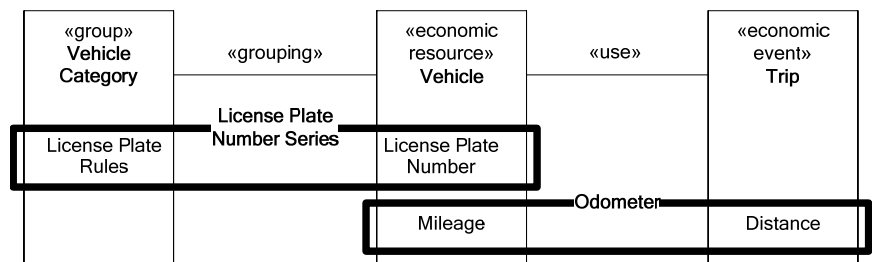 «group»
Vehicle
Category
«grouping»
«economic
resource»
Vehicle
«use»
«economic
event»
Trip
License Plate
Number Series
License Plate
Rules
License Plate
Number
Odometer
Mileage
Distance